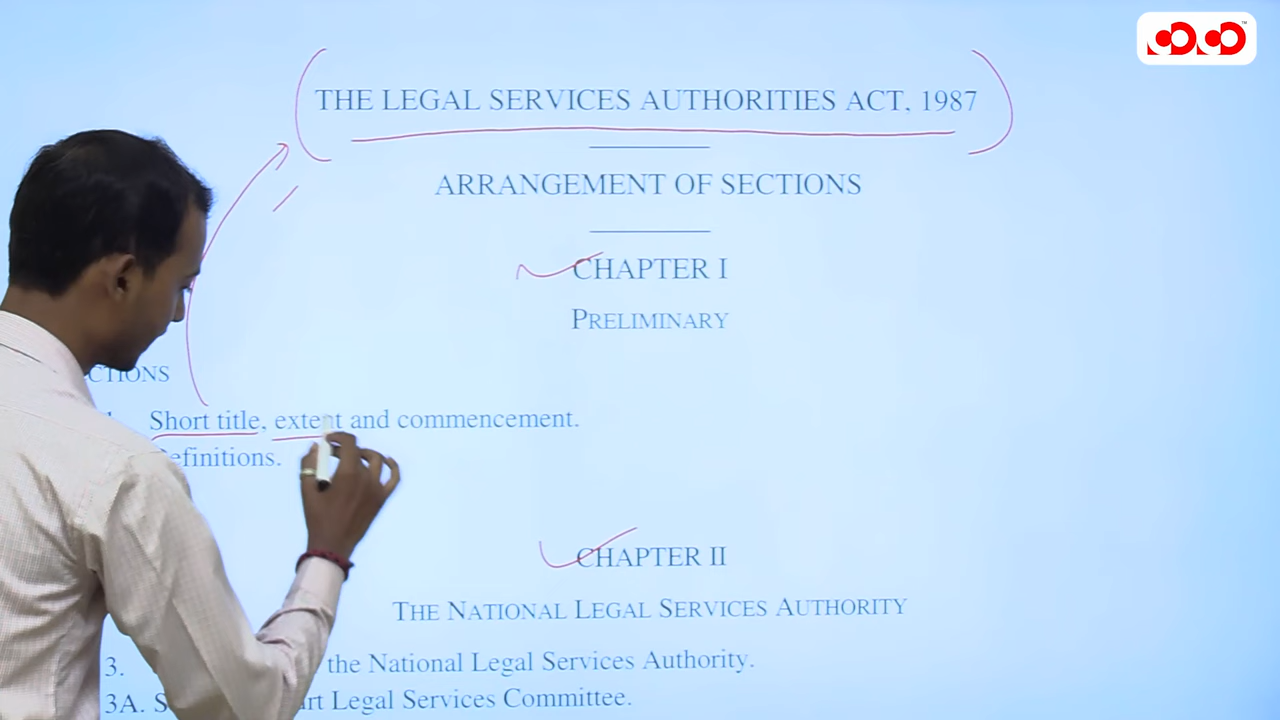 THE LEGAL SERVICES AUTHORITIES ACT, 1987
ARRANGEMENT OF SECTIONS
CHAPTER I
PRELIMINARY
CTIONS
Short title, extent and commencement.
efinitions.
CHAPTER II
THE NATIONAL LEGAL SERVICES AUTHORITY
3. the National Legal Services Authority.
3A. S rt Legal Services Committee.